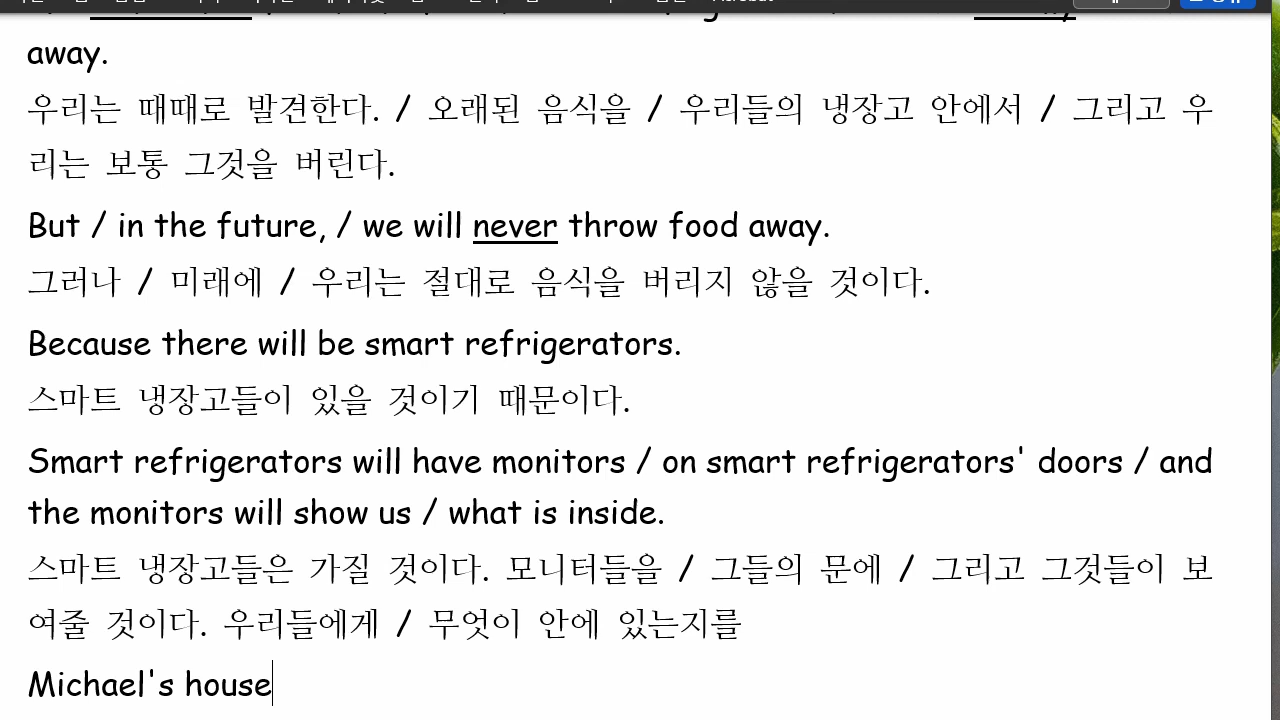 away.
우리는 때때로 발견한다. / 오래된 음식을 / 우리들의 냉장고 안에서 / 그리고 우
리는 보통 그것을 버린다.
But / in the future, / we will never throw food away.
그러나 / 미래에 / 우리는 절대로 음식을 버리지 않을 것이다.
Because there will be smart refrigerators.
스마트 냉장고들이 있을 것이기 때문이다.
Smart refrigerators will have monitors / on smart refrigerators' doors / and
the monitors will show us / what is inside.
스마트 냉장고들은 가질 것이다. 모니터들을 / 그들의 문에 / 그리고 그것들이 보
여줄 것이다. 우리들에게 / 무엇이 안에 있는지를
Michael's house